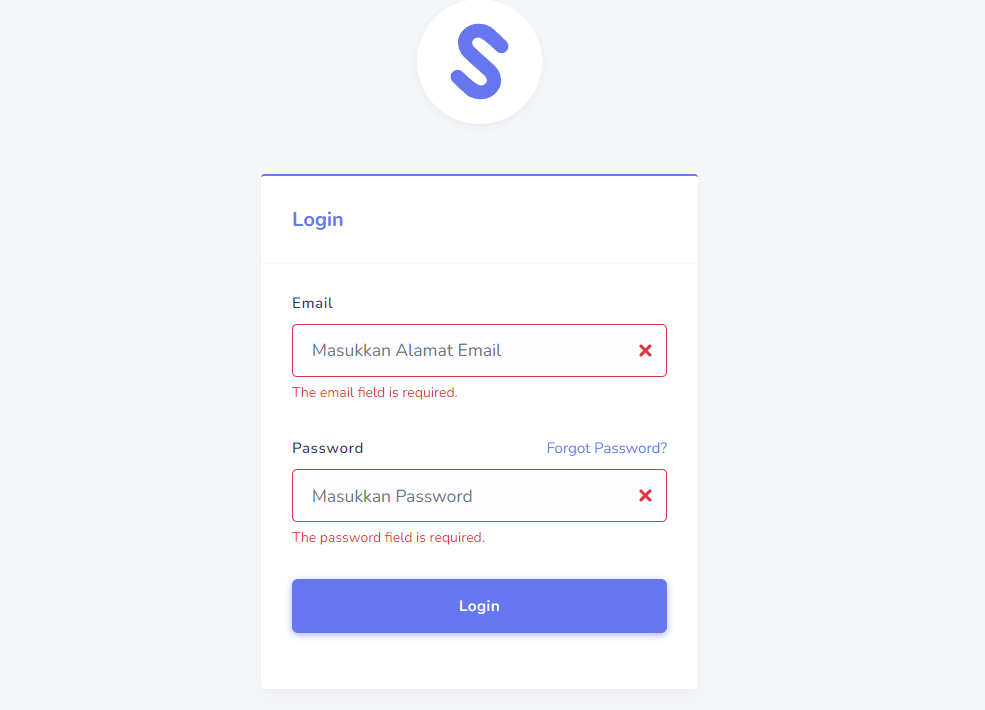 S
Login
Email
Masukkan Alamat Email
The email field is required.
Password Forgot Password?
Masukkan Password
The password field is required.
Login